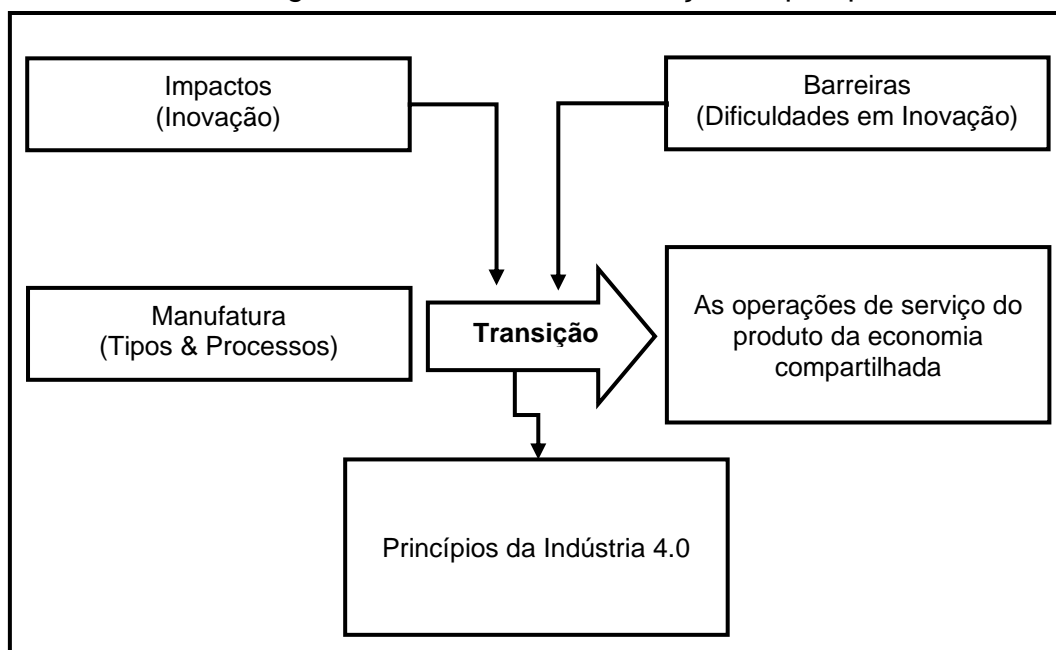 Impactos
(Inovação)
Barreiras
(Dificuldades em Inovação)
Manufatura
(Tipos & Processos)
Transição
As operações de serviço do
produto da economia
compartilhada
Princípios da Indústria 4.0